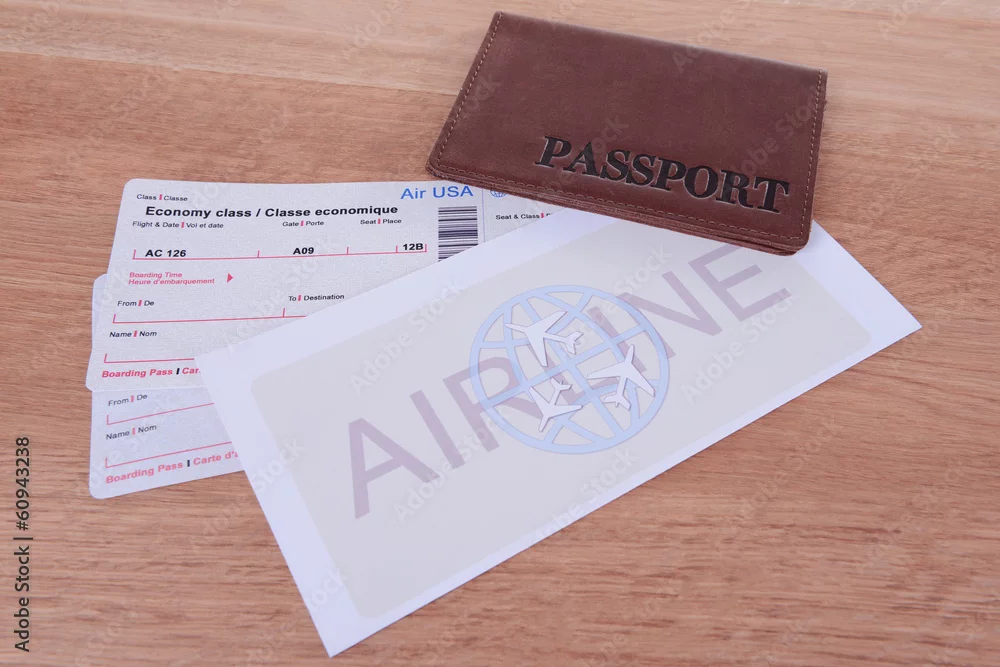 PASSPORT
Class Classe
Air USA
Economy class / Classe economique
Flight & Date Vol et date
Gate Porte
Seat Place
Seat & Class
AC 126
A09
12B
Boarding Time
Heure d'embarquement
From De
To Destination
Name Nom
Boarding Pass Car
From De
Name Nom
Boarding Pass Carte d'
AIRLINE
Adobe Stock | #60943238